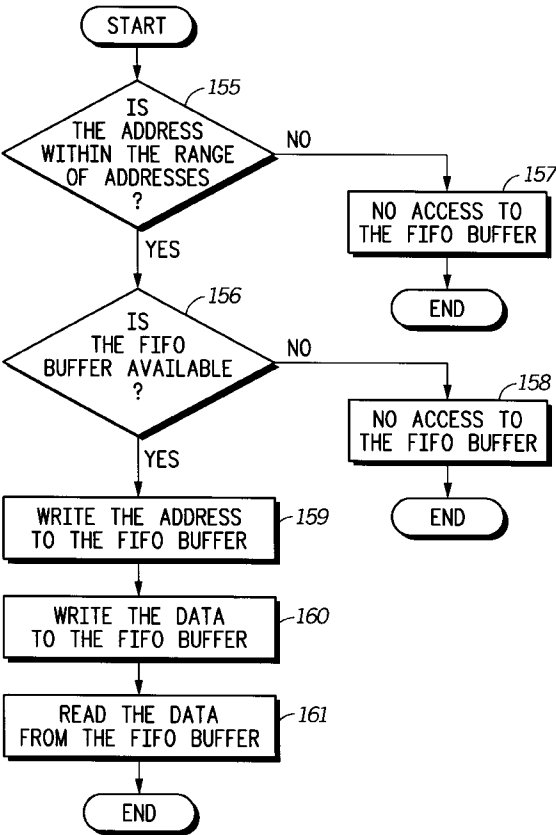 START
155
IS
THE ADDRESS
WITHIN THE RANGE
OF ADDRESSES
?
NO
157
NO ACCESS TO
THE FIFO BUFFER
END
YES
156
IS
THE FIFO
BUFFER AVAILABLE
?
NO
158
NO ACCESS TO
THE FIFO BUFFER
END
YES
WRITE THE ADDRESS
TO THE FIFO BUFFER
159
WRITE THE DATA
TO THE FIFO BUFFER
160
READ THE DATA
FROM THE FIFO BUFFER
161
END